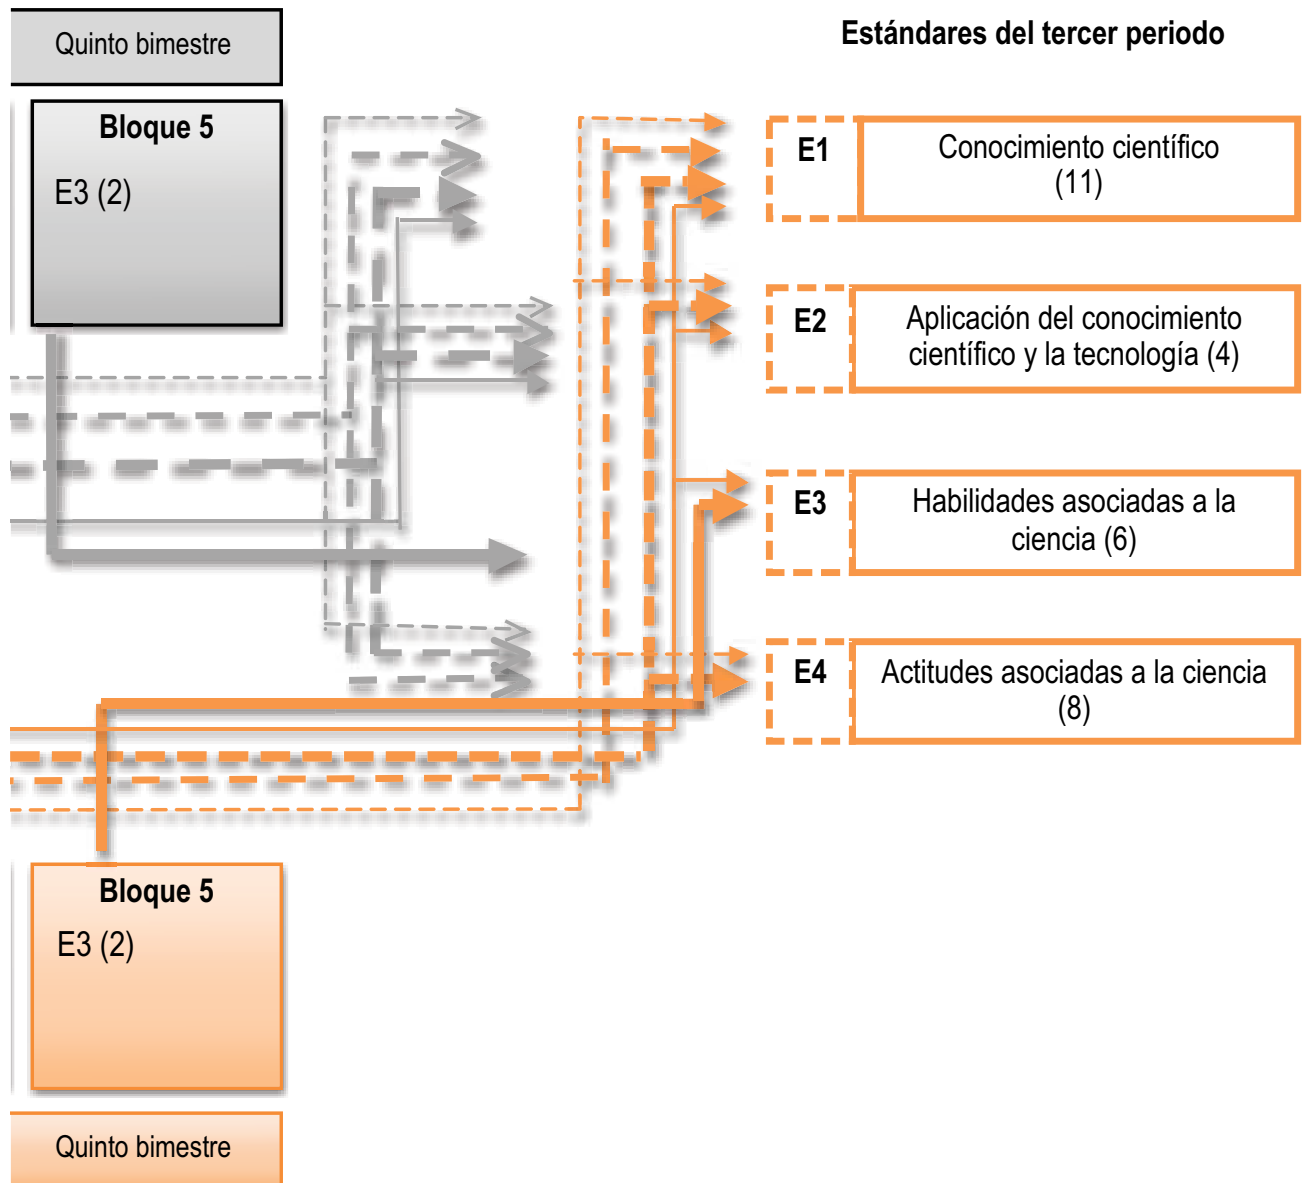 Quinto bimestre
Estándares del tercer periodo
Bloque 5
E3 (2)
E1
Conocimiento científico
(11)
E2
Aplicación del conocimiento
científico y la tecnología (4)
E3
Habilidades asociadas a la
ciencia (6)
E4
Actitudes asociadas a la ciencia
(8)
Bloque 5
E3 (2)
Quinto bimestre